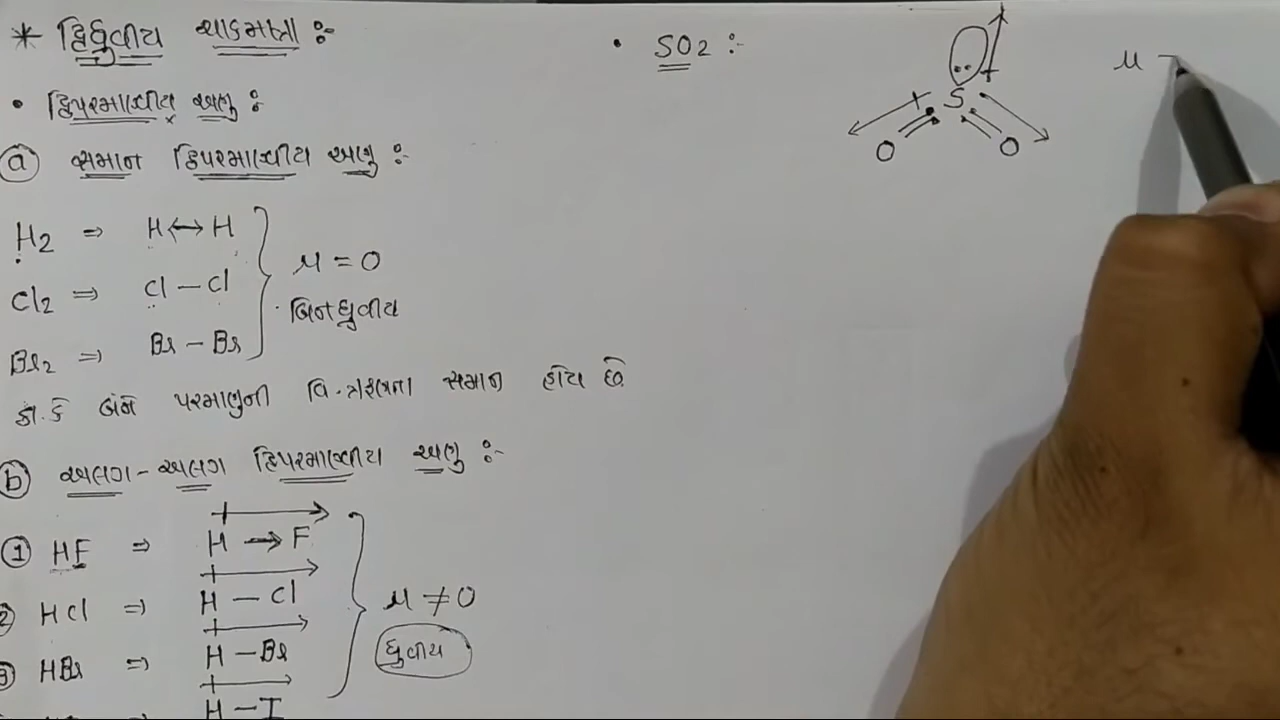 * દ્વિધ્રુવીય ચાકમાત્રા :-
• દ્વિપરમાણ્વીય અણુ :-
(a) સમાન દ્વિપરમાણ્વીય અણુ :-
H2 ⇒ H↔H
Cl2 ⇒ Cl - Cl
Br2 ⇒ Br - Br
μ = 0
• બિનધ્રુવીય
કા.કે બંને પરમાણુની વિ.ઋણતા સમાન હોય છે
(b) અલગ-અલગ દ્વિપરમાણ્વીય અણુ :-
(1) HF ⇒ H → F
(2) HCl ⇒ H - Cl
(3) HBr ⇒ H - Br
H - I
μ ≠ 0
ધ્રુવીય
• SO2 :-
S
O O
μ